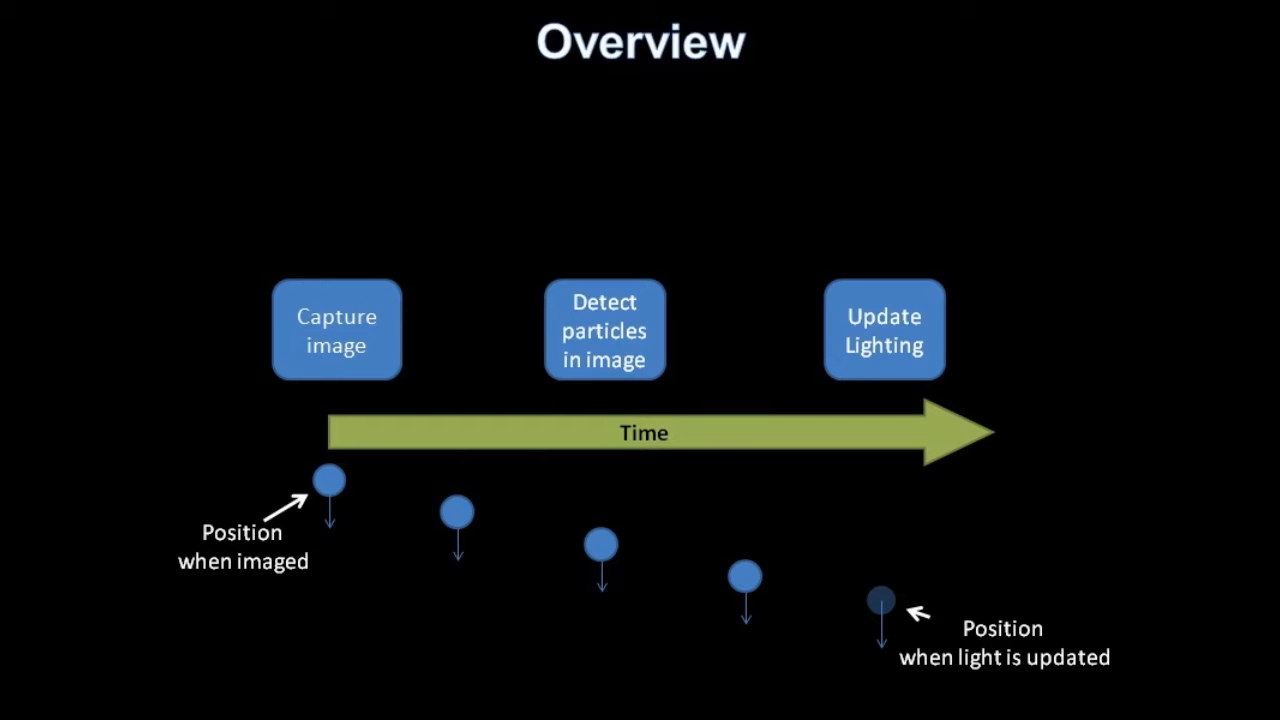 Overview
Capture
image
Detect
particles
in image
Update
Lighting
Time
Position
when imaged
Position
when light is updated